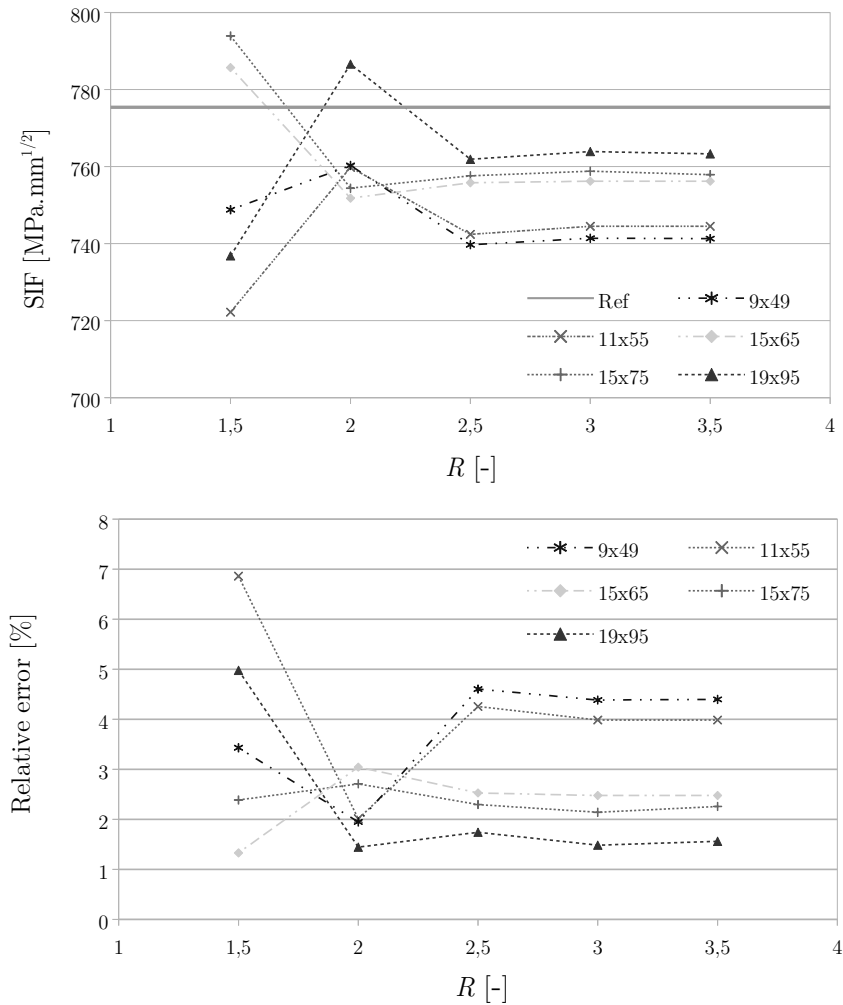 800
780
760
740
720
700
SIF [MPa.mm1/2]
Ref
9x49
11x55
15x65
15x75
19x95
1 1,5 2 2,5 3 3,5 4
R [-]
8
7
6
5
4
3
2
1
0
Relative error [%]
9x49
11x55
15x65
15x75
19x95
1 1,5 2 2,5 3 3,5 4
R [-]